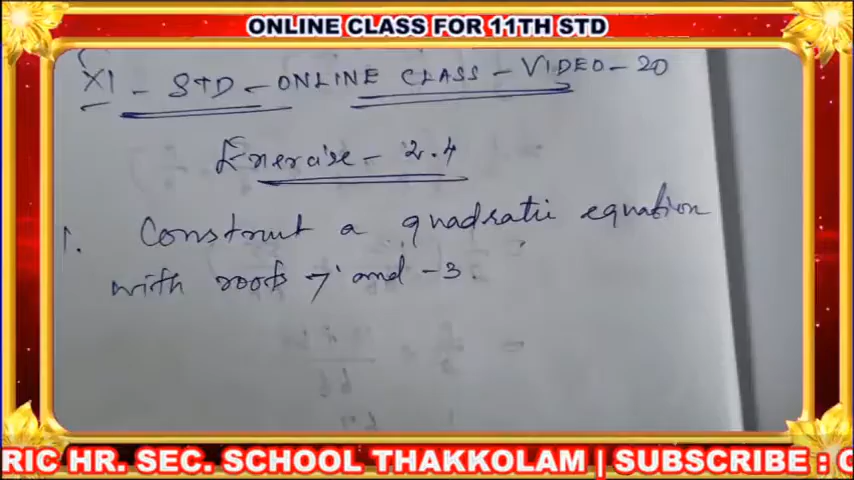 ONLINE CLASS FOR 11TH STD
XI - STD - ONLINE CLASS - VIDEO - 20
Exercise - 2.4
1. Construct a quadratic equation
with roots 7 and -3.
RIC HR. SEC. SCHOOL THAKKOLAM | SUBSCRIBE : C